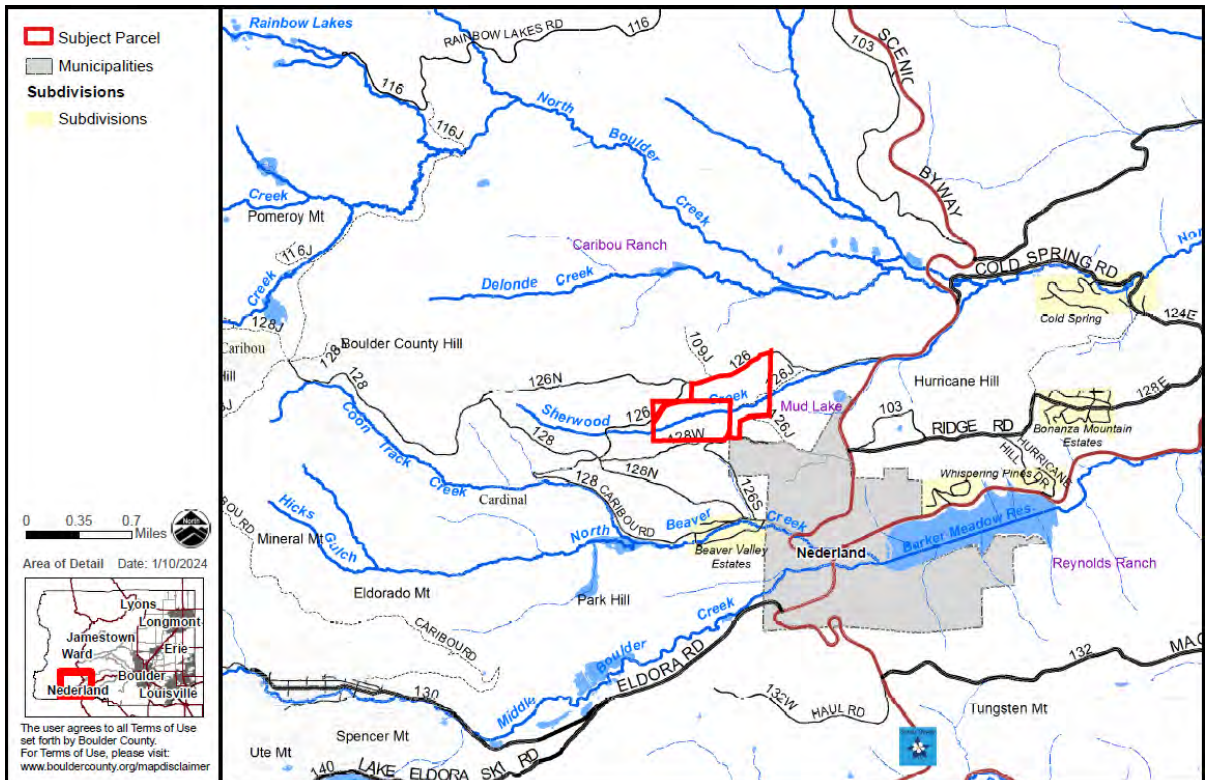 Subject Parcel
Municipalities
Subdivisions
Subdivisions
0 0.35 0.7
Miles
North
Area of Detail Date: 1/10/2024
Lyons
Longmont
Jamestown
Ward
Erie
Boulder
Nederland
Louisville
The user agrees to all Terms of Use
set forth by Boulder County.
For Terms of Use, please visit:
www.bouldercounty.org/mapdisclaimer
Rainbow Lakes
RAINBOW LAKES RD
116
103
SCENIC
116
North
116J
Boulder
BYWAY
Creek
Pomeroy Mt
Creek
116J
Caribou Ranch
COLD SPRING RD
Creek
Delonde Creek
Cold Spring
124E
128J
Caribou
128J
Boulder County Hill
109J
126
128
126N
126J
Hurricane Hill
Creek
Sherwood
126
Mud Lake
128E
103
126J
Coon Track
128
128W
RIDGE RD
Bonanza Mountain
Estates
HURRICANE
HILL DR
126N
Whispering Pines
Cardinal
128
126S
Creek
CARIBOU RD
Hicks
Gulch
Beaver
Creek
Barker Meadow Res.
Mineral Mt
North
Beaver Valley
Estates
Nederland
Reynolds Ranch
Eldorado Mt
Park Hill
Creek
CARIBOU RD
Boulder
ELDORA RD
132
130
Middle
132W
HAUL RD
Tungsten Mt
Spencer Mt
Ute Mt
140
LAKE ELDORA SKI RD